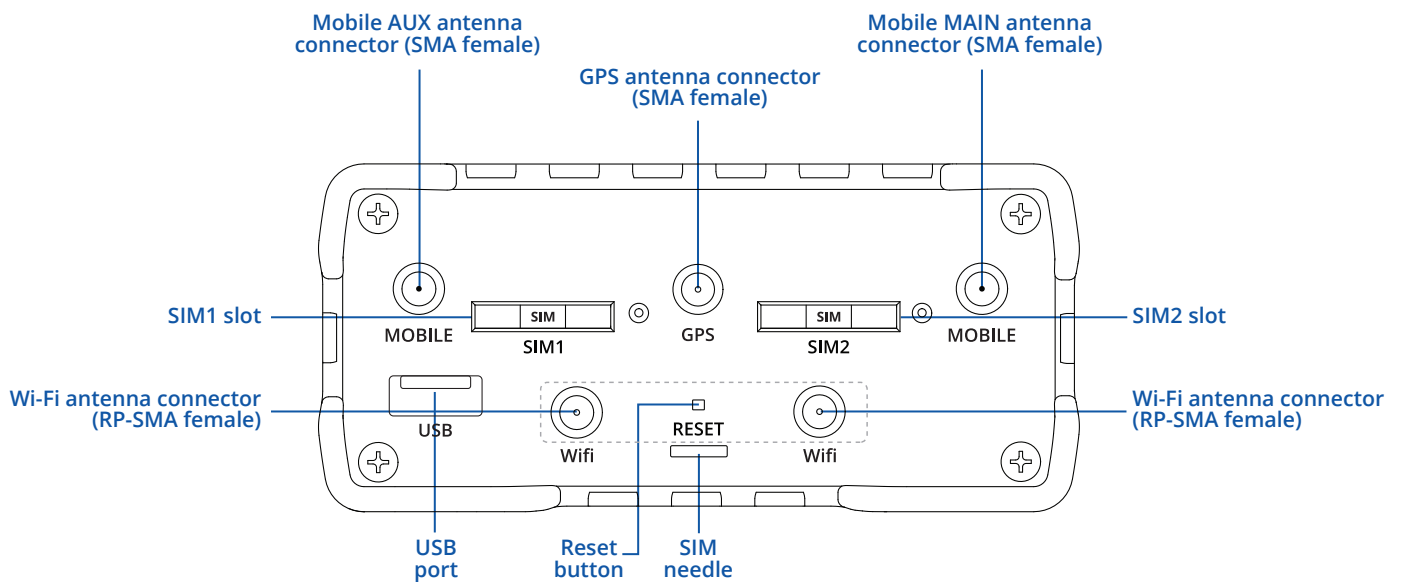 Mobile AUX antenna
connector (SMA female)
Mobile MAIN antenna
connector (SMA female)
GPS antenna connector
(SMA female)
SIM1 slot
SIM
SIM
SIM2 slot
MOBILE
SIM1
GPS
SIM2
MOBILE
Wi-Fi antenna connector
(RP-SMA female)
Wi-Fi antenna connector
(RP-SMA female)
USB
RESET
Wifi
Wifi
USB
port
Reset
button
SIM
needle